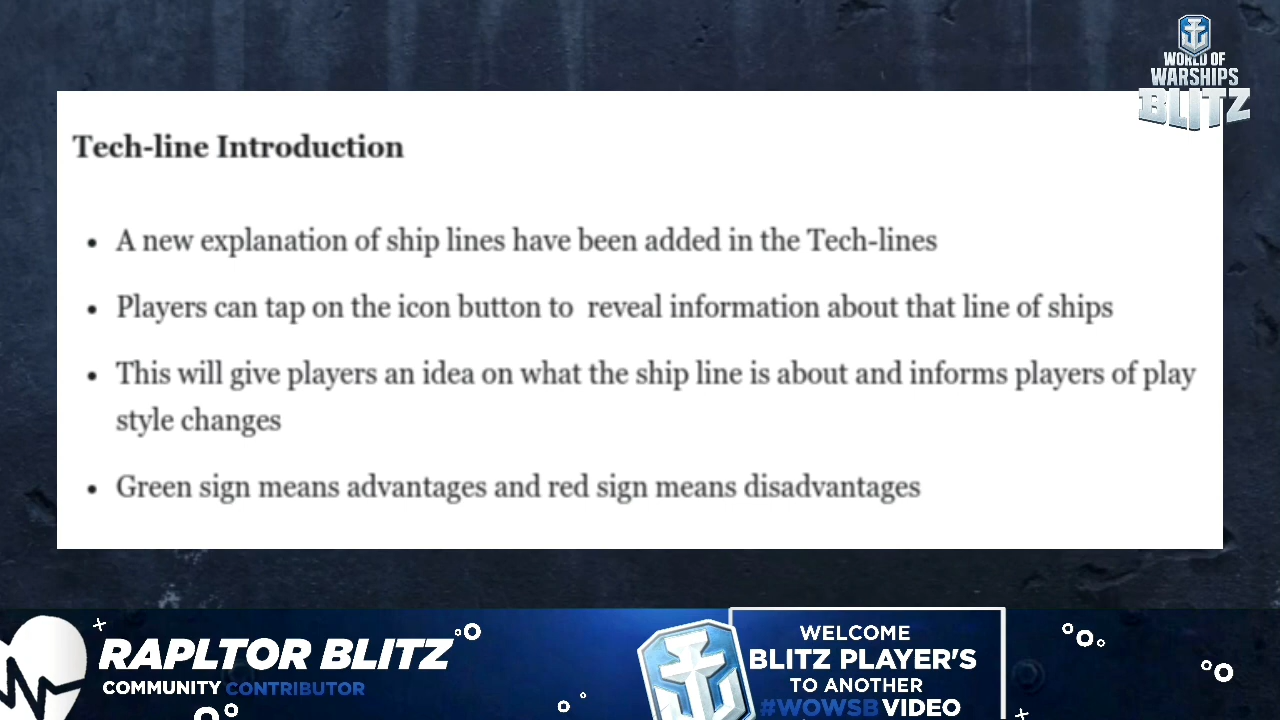 WORLD OF
WARSHIPS
BLITZ
Tech-line Introduction
• A new explanation of ship lines have been added in the Tech-lines
• Players can tap on the icon button to reveal information about that line of ships
• This will give players an idea on what the ship line is about and informs players of play
style changes
• Green sign means advantages and red sign means disadvantages
RAPLTOR BLITZ
COMMUNITY CONTRIBUTOR
WELCOME
BLITZ PLAYER'S
TO ANOTHER
#WOWSB VIDEO